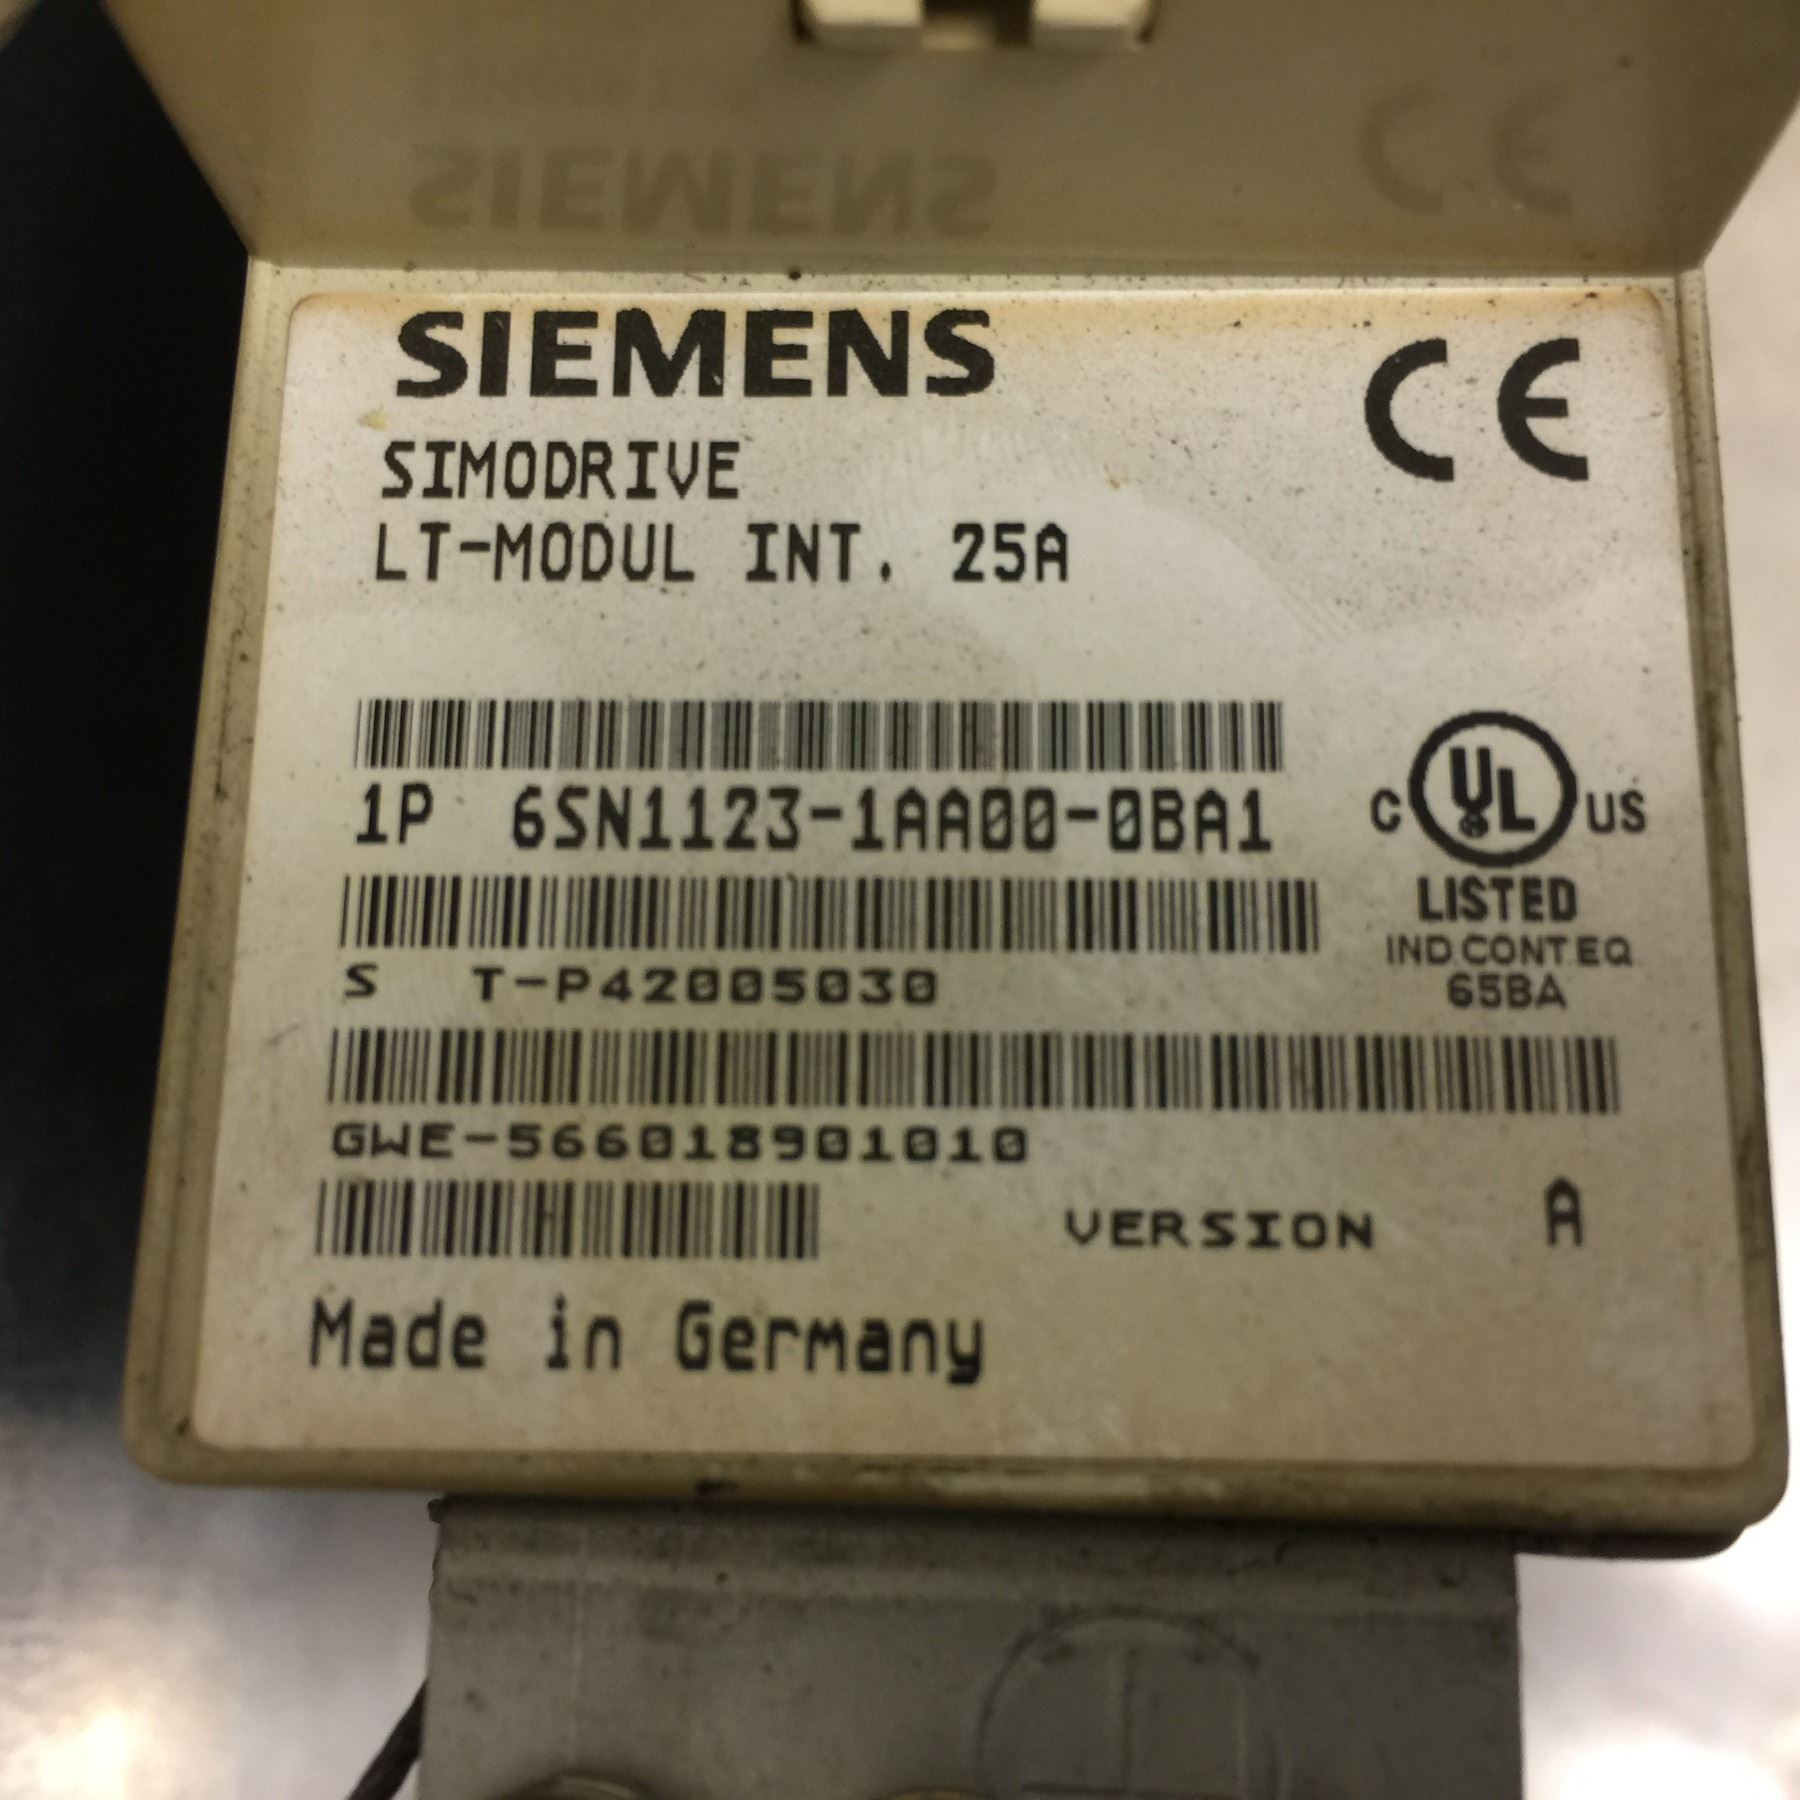 SIEMENS
CE
SIMODRIVE
LT-MODUL INT. 25A
1P 6SN1123-1AA00-0BA1
C UL US
LISTED
IND.CONT.EQ
65BA
S T-P42005030
GWE-566018901010
VERSION A
Made in Germany